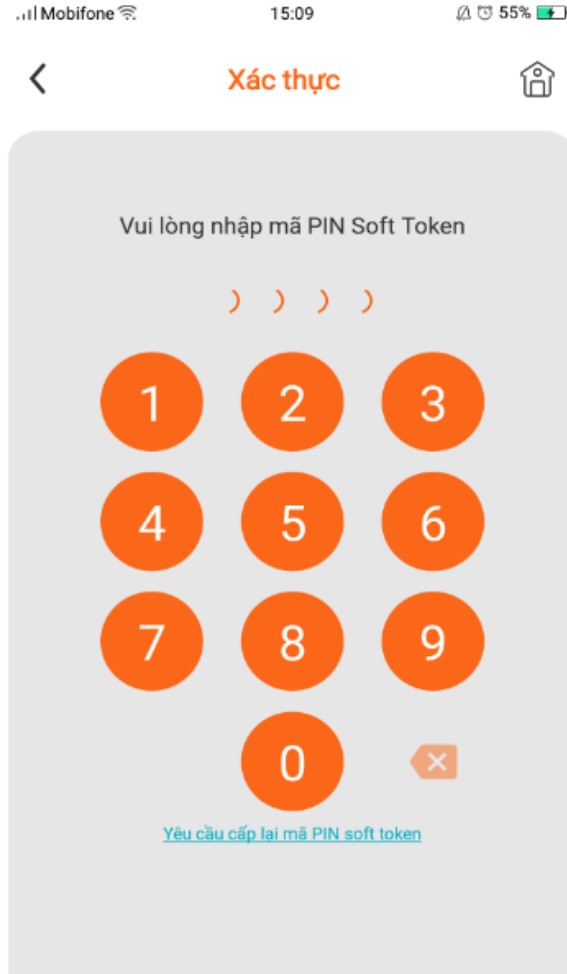 Mobifone 15:09 55%
Xác thực
Vui lòng nhập mã PIN Soft Token
1 2 3
4 5 6
7 8 9
0
Yêu cầu cấp lại mã PIN soft token